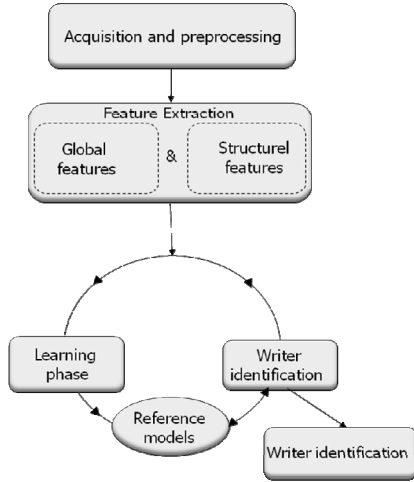 Acquisition and preprocessing
Feature Extraction
Global
features
&
Structurel
features
Learning
phase
Writer
identification
Reference
models
Writer identification